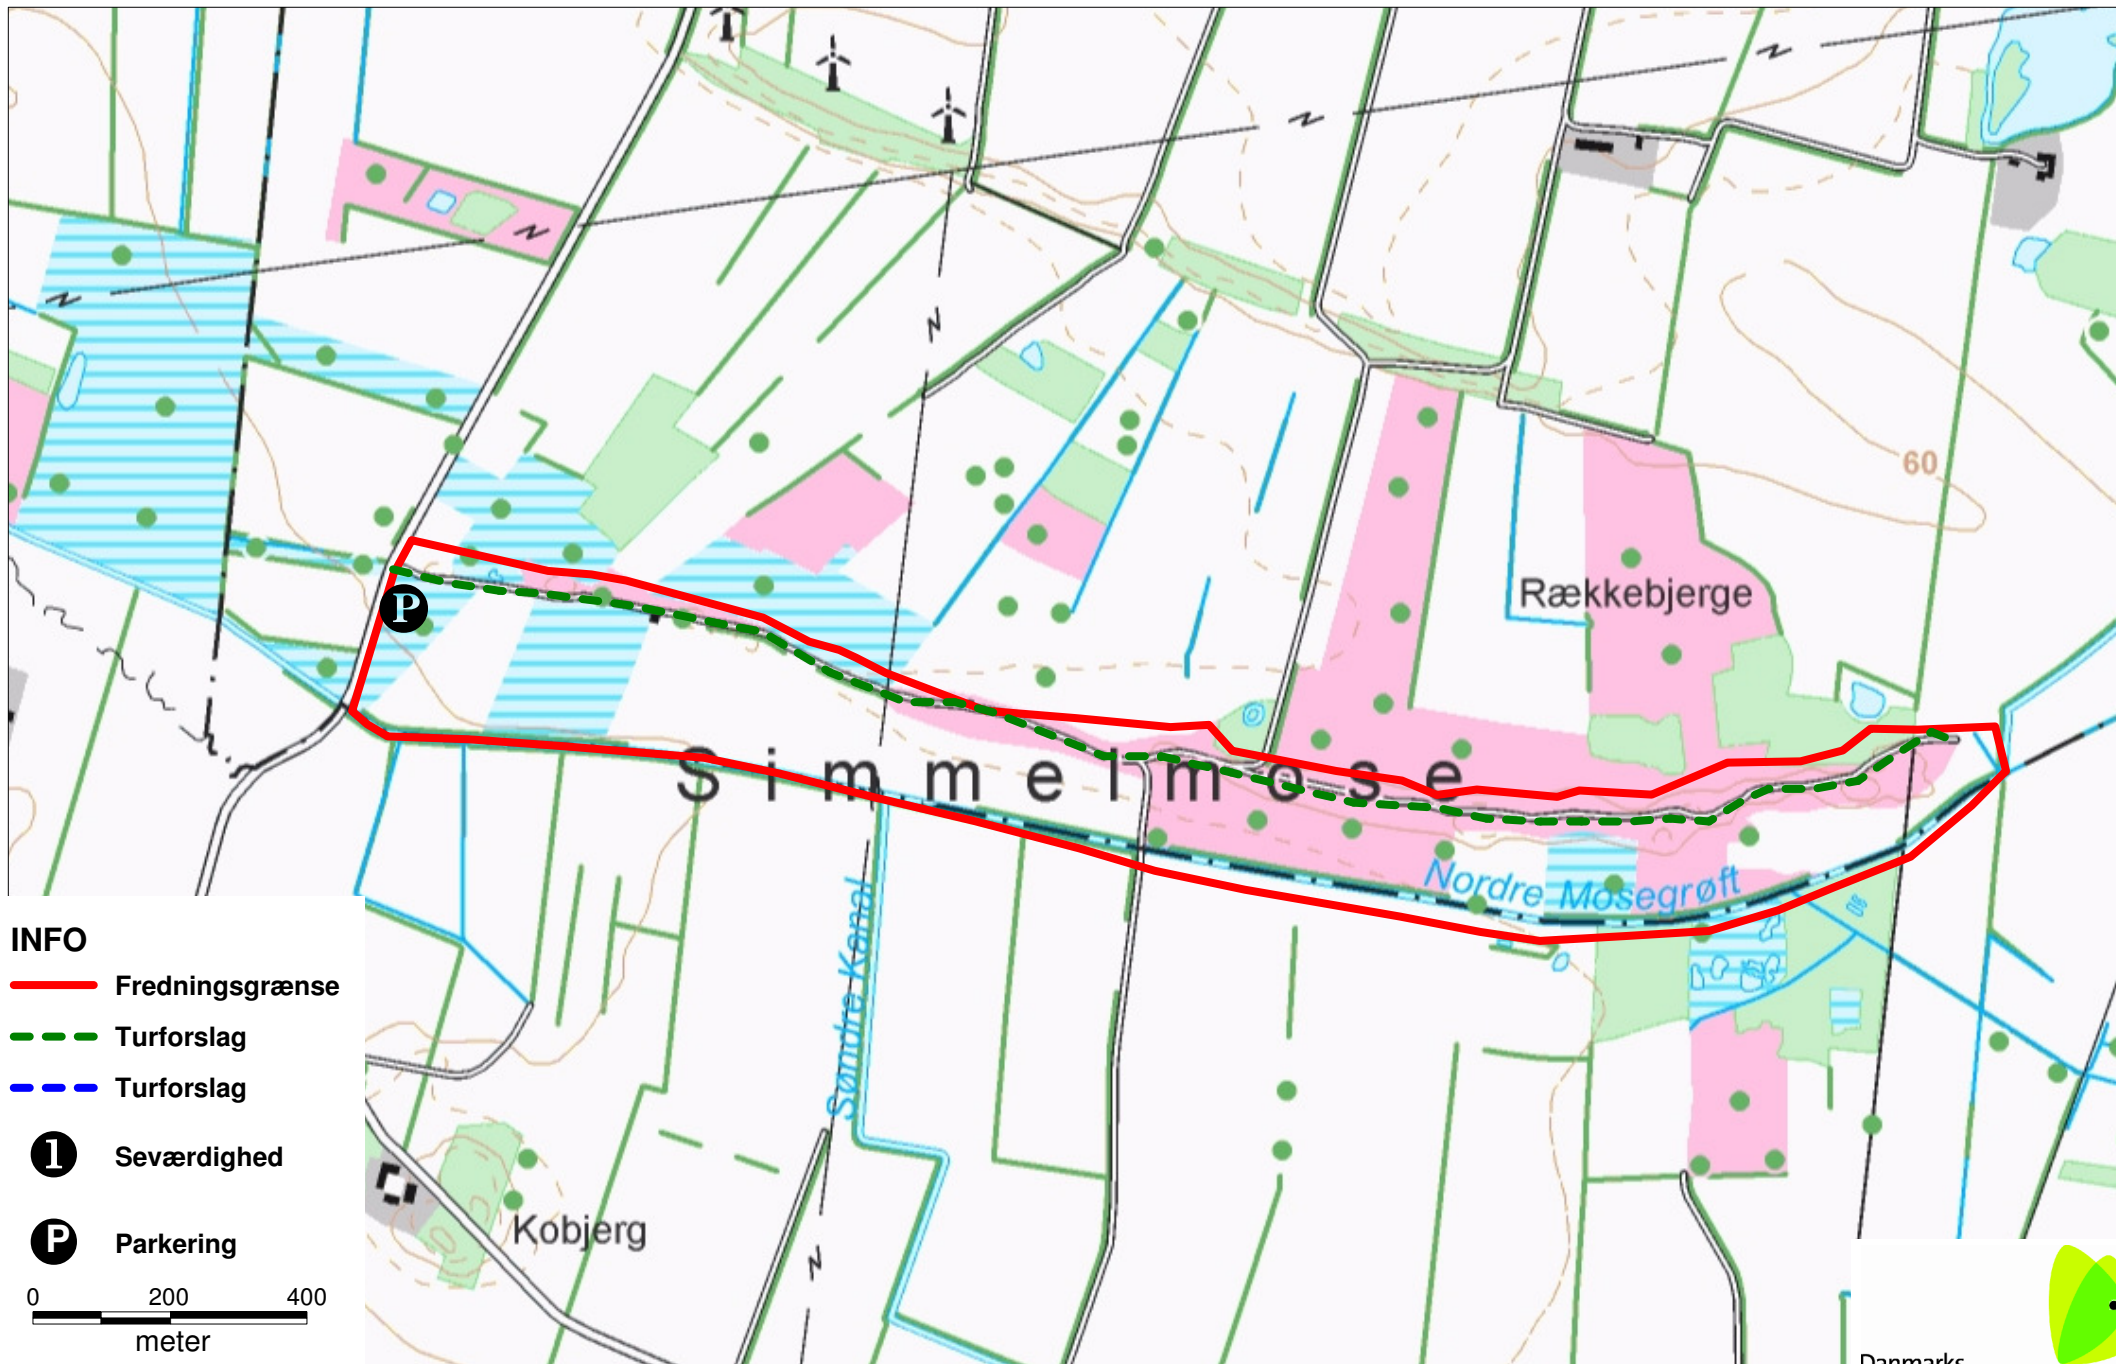 60
Rækkebjerge
P
Simmelmose
Nordre Mosegrøft
Søndre Kanal
Kobjerg
INFO
Fredningsgrænse
Turforslag
Turforslag
1 Seværdighed
P Parkering
0 200 400
meter
Danmarks